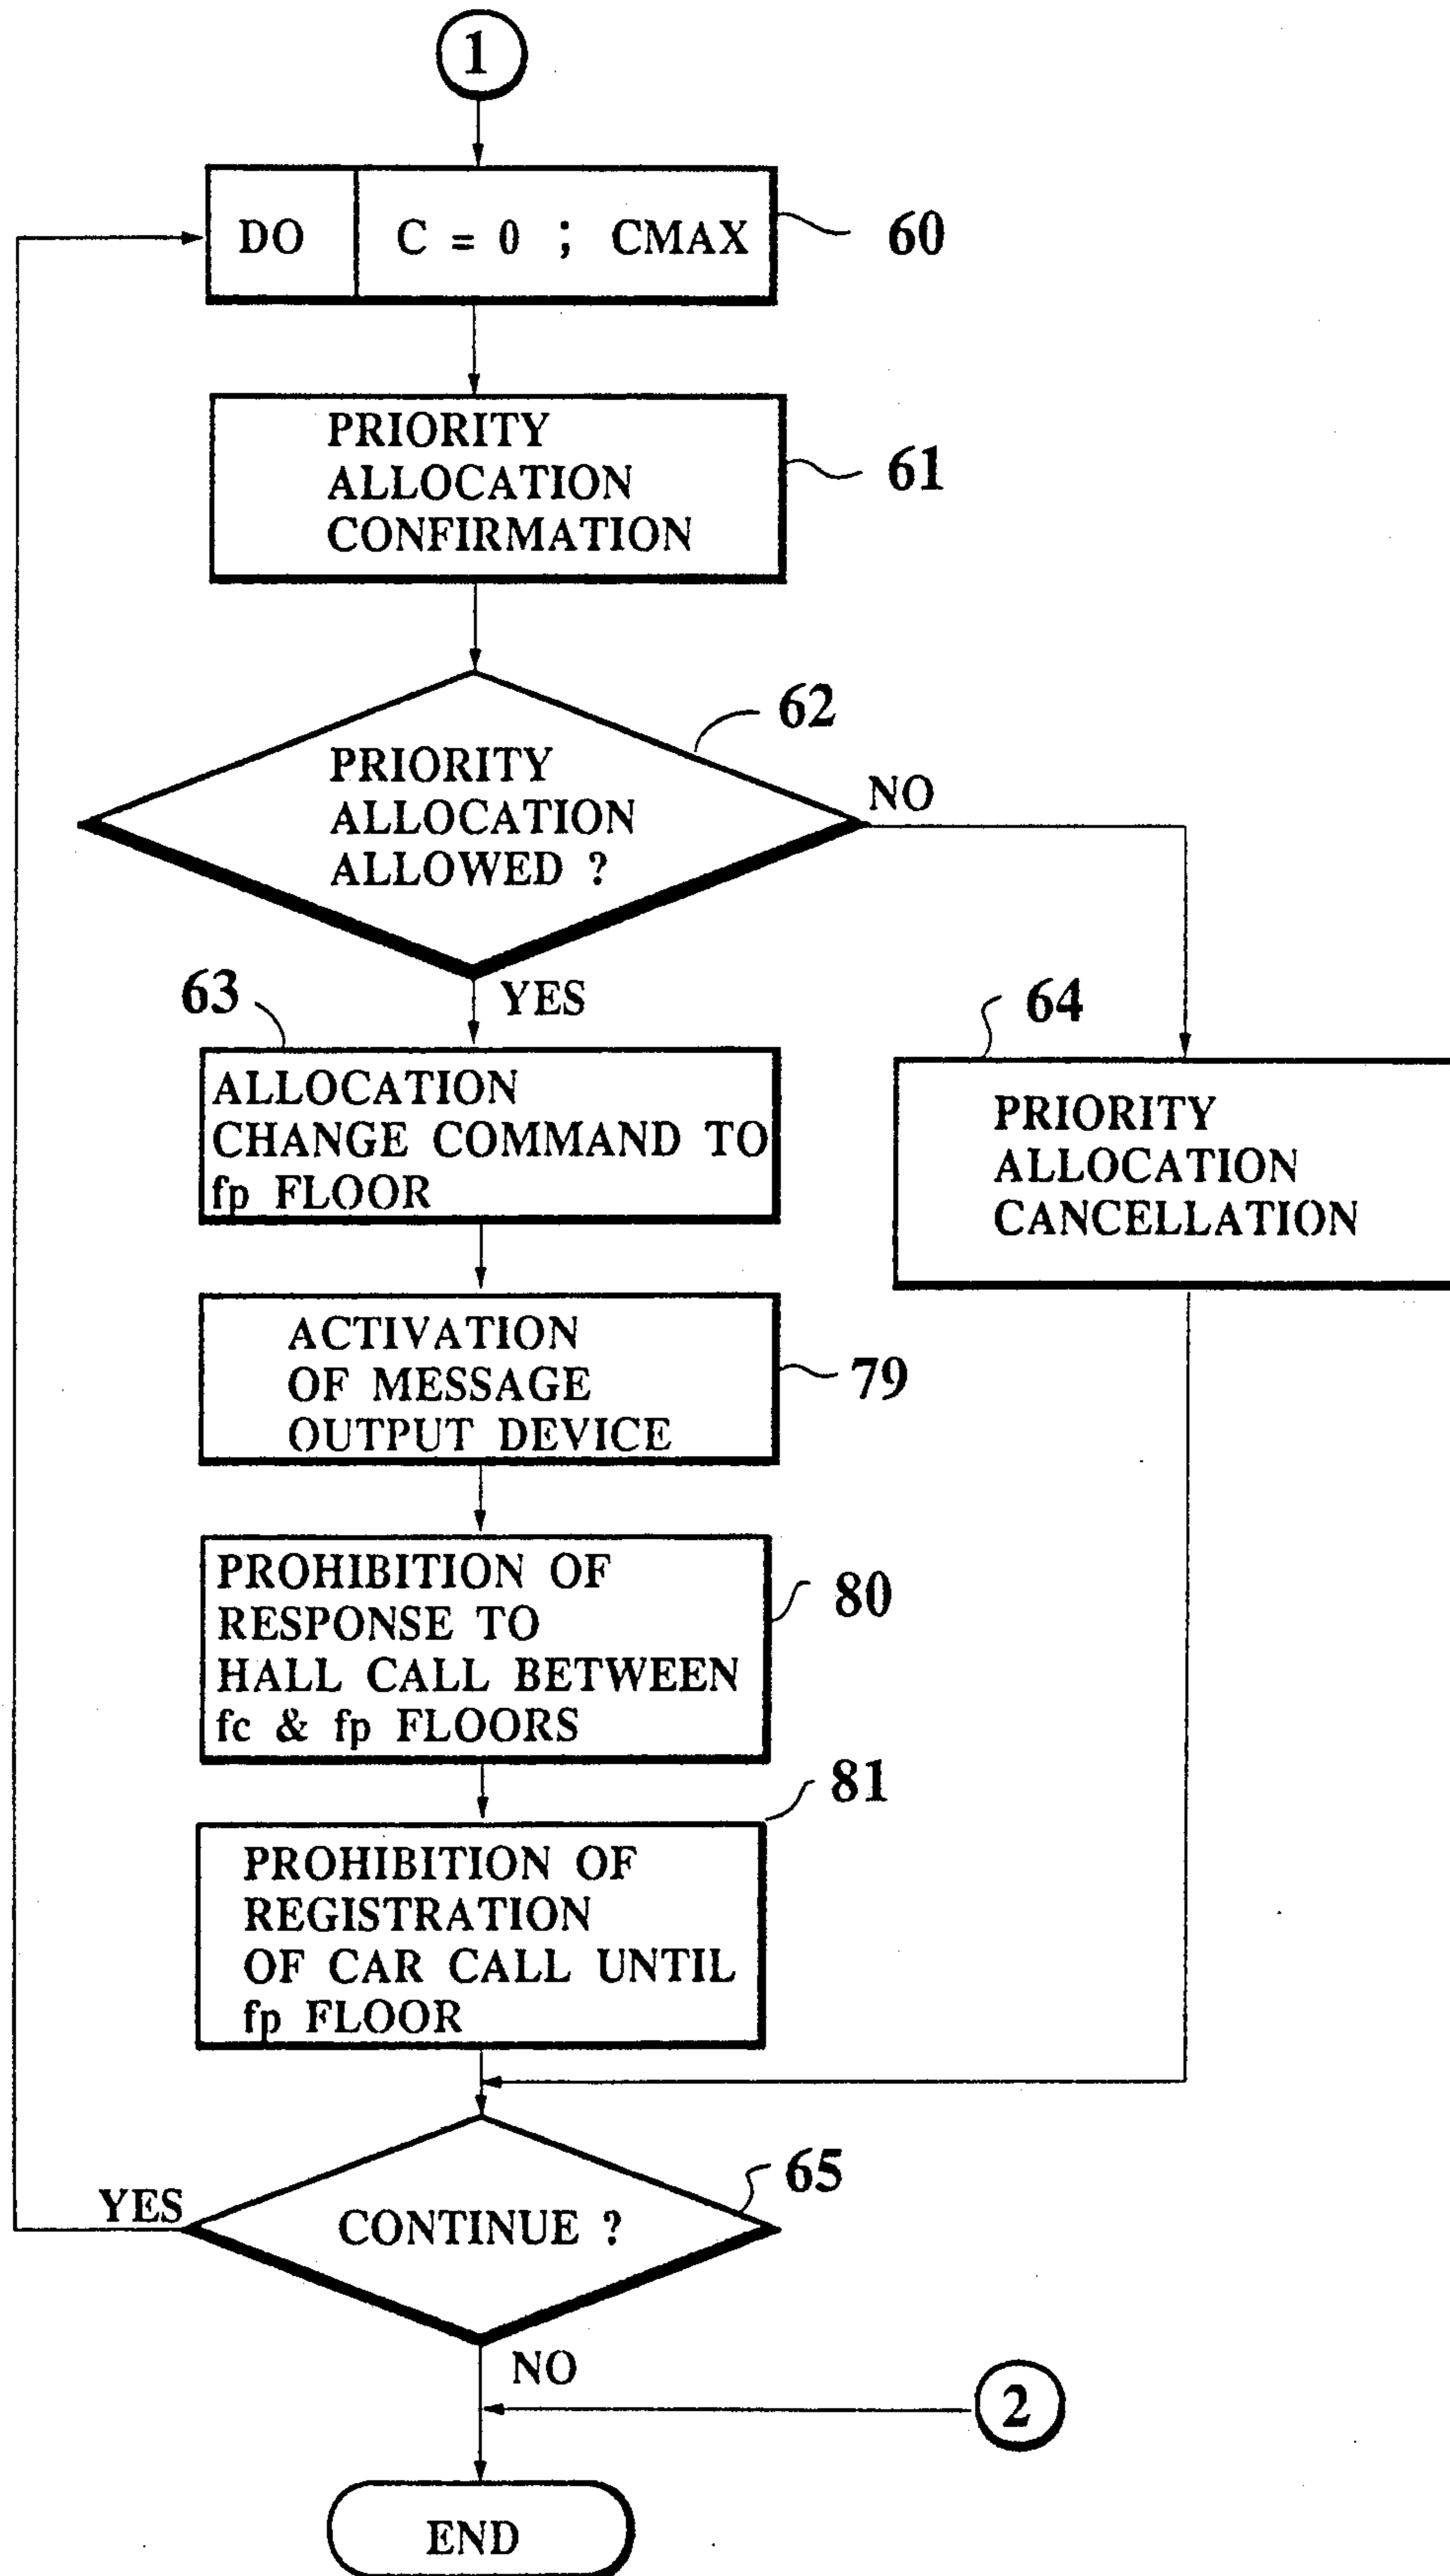 1
DO C = 0 ; CMAX
60
PRIORITY
ALLOCATION
CONFIRMATION
61
62
PRIORITY
ALLOCATION
ALLOWED ?
NO
YES
63
ALLOCATION
CHANGE COMMAND TO
fp FLOOR
64
PRIORITY
ALLOCATION
CANCELLATION
ACTIVATION
OF MESSAGE
OUTPUT DEVICE
79
PROHIBITION OF
RESPONSE TO
HALL CALL BETWEEN
fc & fp FLOORS
80
81
PROHIBITION OF
REGISTRATION
OF CAR CALL UNTIL
fp FLOOR
65
YES
CONTINUE ?
NO
2
END